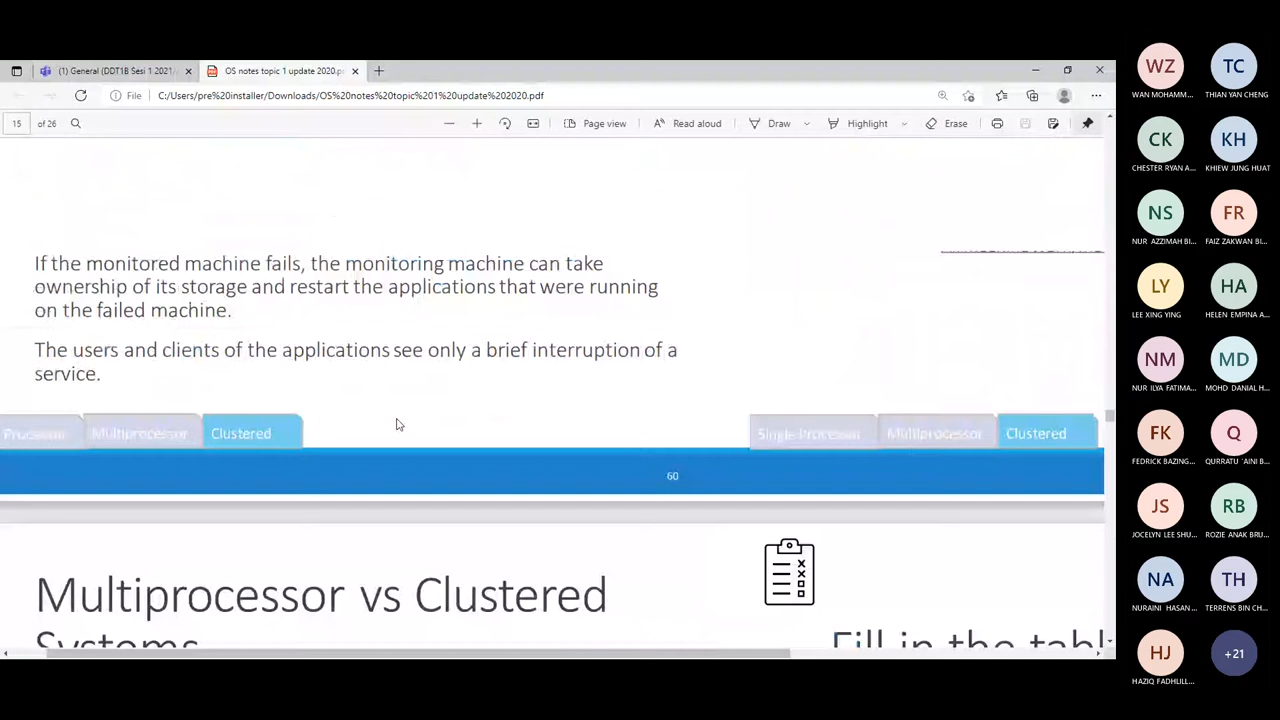 (1) General (DDT1B Sesi 1 2021/
OS notes topic 1 update 2020.p
File
C:/Users/pre%20installer/Downloads/OS%20notes%20topic%201%20update%202020.pdf
15 of 26
Page view
Read aloud
Draw
Highlight
Erase
If the monitored machine fails, the monitoring machine can take
ownership of its storage and restart the applications that were running
on the failed machine.
The users and clients of the applications see only a brief interruption of a
service.
Processor Multiprocessor Clustered
Single Processor Multiprocessor Clustered
60
Multiprocessor vs Clustered
Systems
Fill in the tabl
WZ
WAN MOHAMM...
TC
THIAN YAN CHENG
CK
CHESTER RYAN A...
KH
KHIEW JUNG HUAT
NS
NUR AZZIMAH BI...
FR
FAIZ ZAKWAN BI...
LY
LEE XING YING
HA
HELEN EMPINA A...
NM
NUR ILYA FATIMA...
MD
MOHD DANIAL H...
FK
FEDRICK BAZING...
Q
QURRATU 'AINI B...
JS
JOCELYN LEE SHU...
RB
ROZIE ANAK BRU...
NA
NURAINI HASAN ...
TH
TERRENS BIN CH...
HJ
HAZIQ FADHLILL...
+21